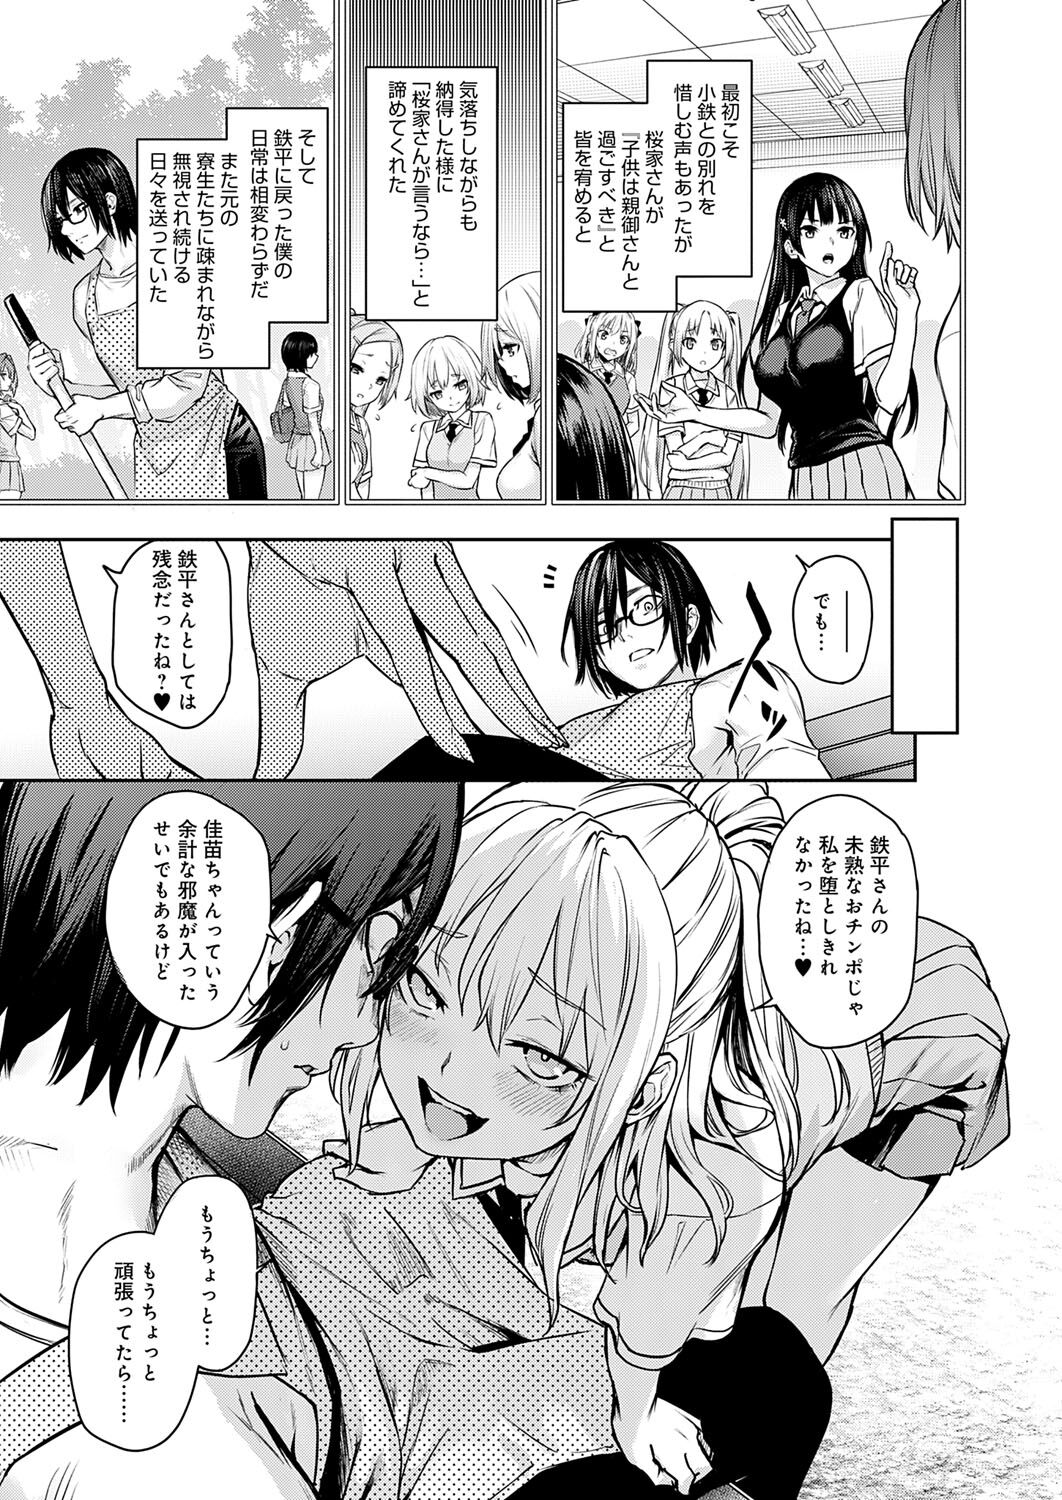 最初こそ
小鉄との別れを
惜しむ声もあったが
桜家さんが
『子供は親御さんと
過ごすべき』と
皆を宥めると
気落ちしながらも
納得した様に
「桜家さんが言うなら…」と
諦めてくれた
そして
鉄平に戻った僕の
日常は相変わらずだ
また元の
寮生たちに疎まれながら
無視され続ける
日々を送っていた
でも…
鉄平さんとしては
残念だったね?♥
鉄平さんの
未熟なおチンポじゃ
私を堕としきれ
なかったね…♥
佳苗ちゃんっていう
余計な邪魔が入った
せいでもあるけど
もうちょっと…
もうちょっと
頑張ってたら……